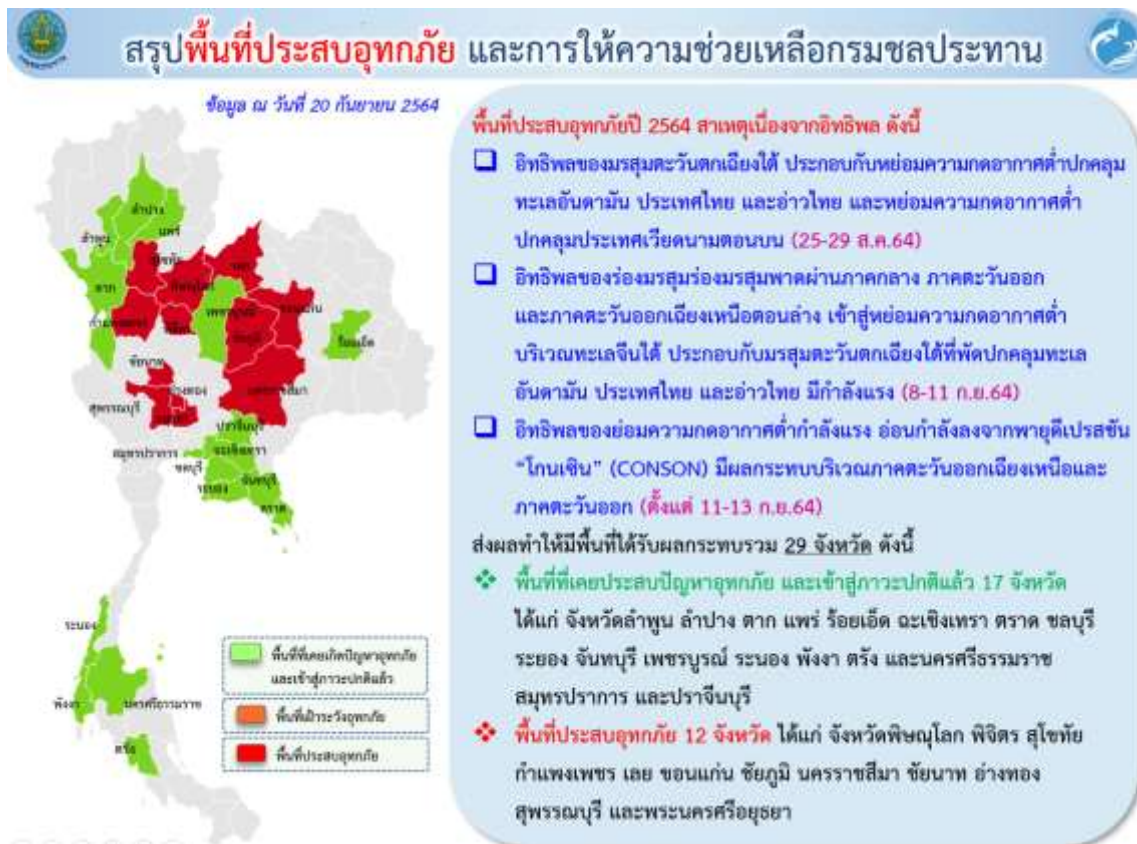 สรุปพื้นที่ประสบอุทกภัย และการให้ความช่วยเหลือกรมชลประทาน
ข้อมูล ณ วันที่ 20 กันยายน 2564
พื้นที่ประสบอุทกภัยปี 2564 สาเหตุเนื่องจากอิทธิพล ดังนี้
อิทธิพลของมรสุมตะวันตกเฉียงใต้ ประกอบกับหย่อมความกดอากาศต่ำปกคลุม
ทะเลอันดามัน ประเทศไทย และอ่าวไทย และหย่อมความกดอากาศต่ำ
ปกคลุมประเทศเวียดนามตอนบน (25-29 ส.ค.64)
อิทธิพลของร่องมรสุมร่องมรสุมพาดผ่านภาคกลาง ภาคตะวันออก
และภาคตะวันออกเฉียงเหนือตอนล่าง เข้าสู่หย่อมความกดอากาศต่ำ
บริเวณทะเลจีนใต้ ประกอบกับมรสุมตะวันตกเฉียงใต้ที่พัดปกคลุมทะเล
อันดามัน ประเทศไทย และอ่าวไทย มีกำลังแรง (8-11 ก.ย.64)
อิทธิพลของย่อมความกดอากาศต่ำกำลังแรง อ่อนกำลังลงจากพายุดีเปรสชัน
“โกนเซิน” (CONSON) มีผลกระทบบริเวณภาคตะวันออกเฉียงเหนือและ
ภาคตะวันออก (ตั้งแต่ 11-13 ก.ย.64)
ส่งผลทำให้มีพื้นที่ได้รับผลกระทบรวม 29 จังหวัด ดังนี้
พื้นที่ที่เคยประสบปัญหาอุทกภัย และเข้าสู่ภาวะปกติแล้ว 17 จังหวัด
ได้แก่ จังหวัดลำพูน ลำปาง ตาก แพร่ ร้อยเอ็ด ฉะเชิงเทรา ตราด ชลบุรี
ระยอง จันทบุรี เพชรบูรณ์ ระนอง พังงา ตรัง และนครศรีธรรมราช
สมุทรปราการ และปราจีนบุรี
พื้นที่ประสบอุทกภัย 12 จังหวัด ได้แก่ จังหวัดพิษณุโลก พิจิตร สุโขทัย
กำแพงเพชร เลย ขอนแก่น ชัยภูมิ นครราชสีมา ชัยนาท อ่างทอง
สุพรรณบุรี และพระนครศรีอยุธยา
ลำปาง
แพร่
ลำพูน
สุโขทัย
ตาก
เพชรบูรณ์
กำแพงเพชร
ร้อยเอ็ด
ชัยนาท
อ่างทอง
สุพรรณบุรี
ปราจีนบุรี
สมุทรปราการ
ฉะเชิงเทรา
ชลบุรี
จันทบุรี
ระยอง
ตราด
ระนอง
พังงา
นครศรีธรรมราช
ตรัง
พื้นที่ที่เคยเกิดปัญหาอุทกภัย
และเข้าสู่ภาวะปกติแล้ว
พื้นที่เฝ้าระวังอุทกภัย
พื้นที่ประสบอุทกภัย